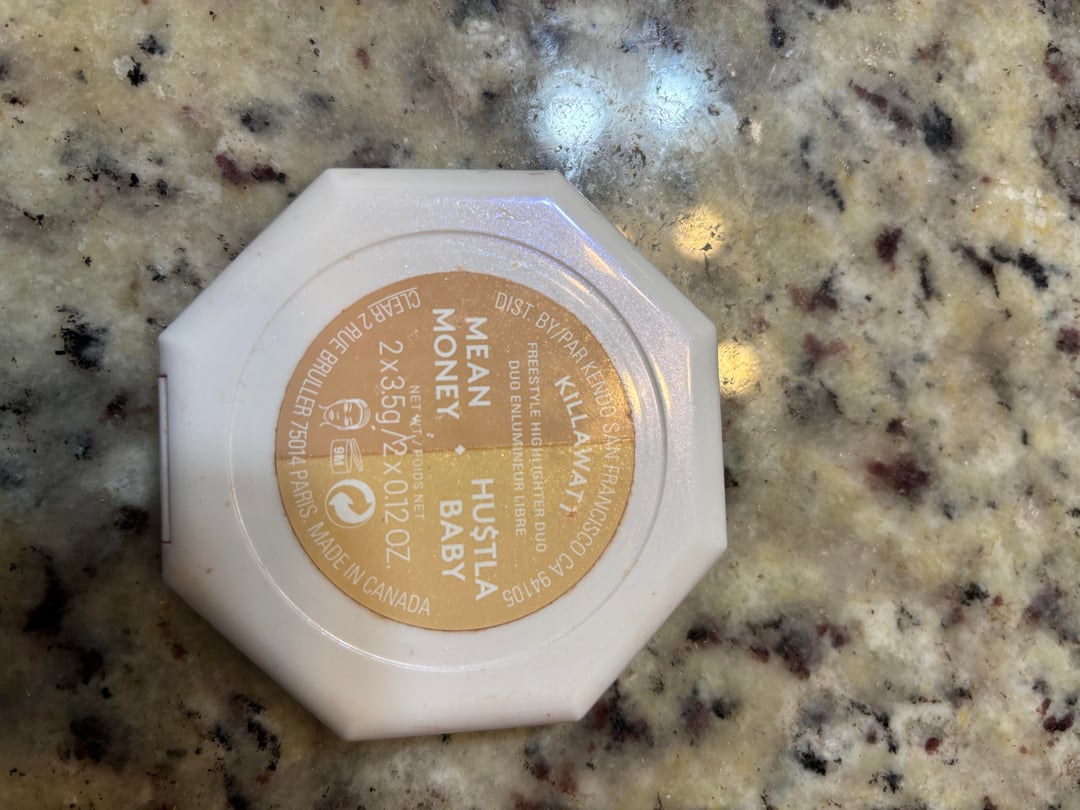 KILLAWATT
FREESTYLE HIGHLIGHTER DUO
DUO ENLUMINEUR LIBRE
MEAN MONEY • HU$TLA BABY
NET WT./POIDS NET
2 x 3.5g/2 x 0.12 OZ.
9M
DIST. BY/PAR KENDO SAN FRANCISCO CA 94105
CLEAR 2 RUE BRULLER 75014 PARIS MADE IN CANADA